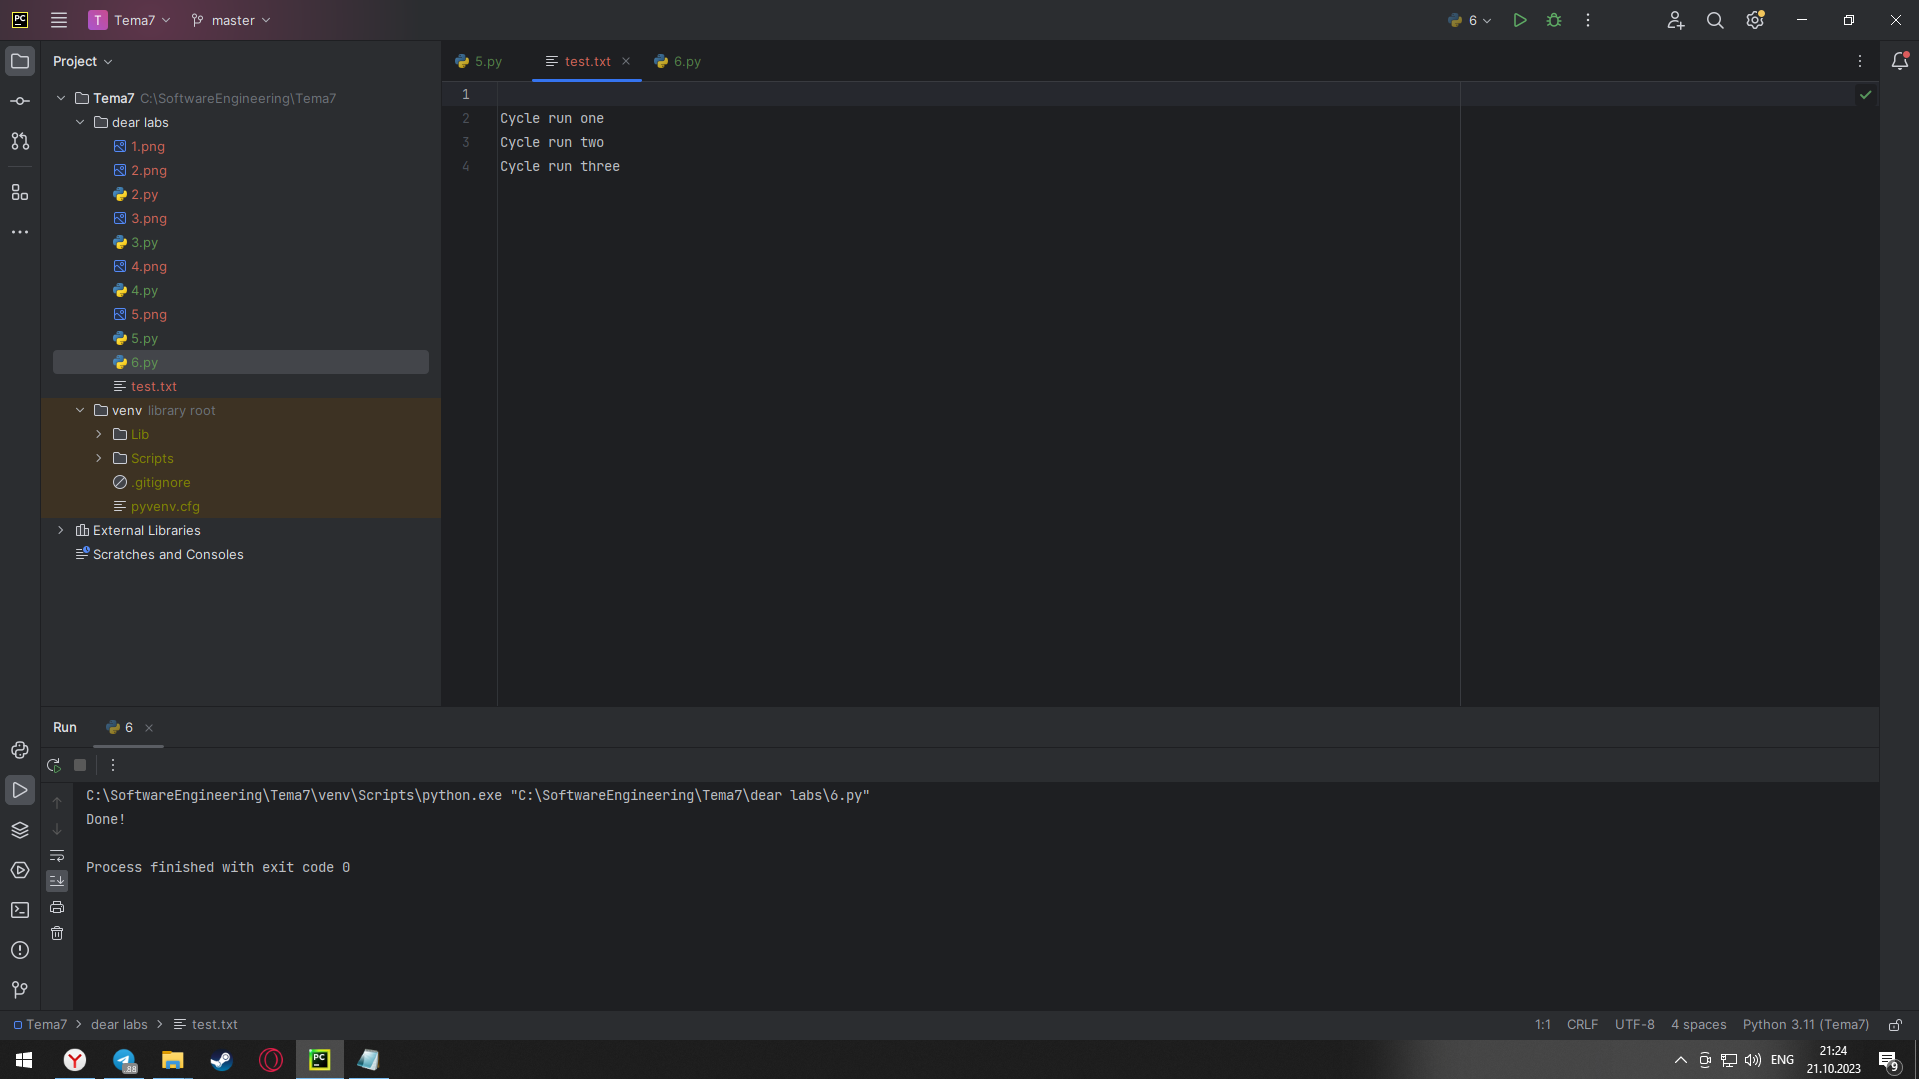 PC
T Tema7
master
6
Project
5.py
test.txt
6.py
Tema7 C:\SoftwareEngineering\Tema7
dear labs
1.png
2.png
2.py
3.png
3.py
4.png
4.py
5.png
5.py
6.py
test.txt
venv library root
Lib
Scripts
.gitignore
pyvenv.cfg
External Libraries
Scratches and Consoles
1
2 Cycle run one
3 Cycle run two
4 Cycle run three
Run
6
C:\SoftwareEngineering\Tema7\venv\Scripts\python.exe "C:\SoftwareEngineering\Tema7\dear labs\6.py"
Done!
Process finished with exit code 0
Tema7 > dear labs > test.txt
1:1 CRLF UTF-8 4 spaces Python 3.11 (Tema7)
Y
88
PC
ENG
21:24
21.10.2023
9